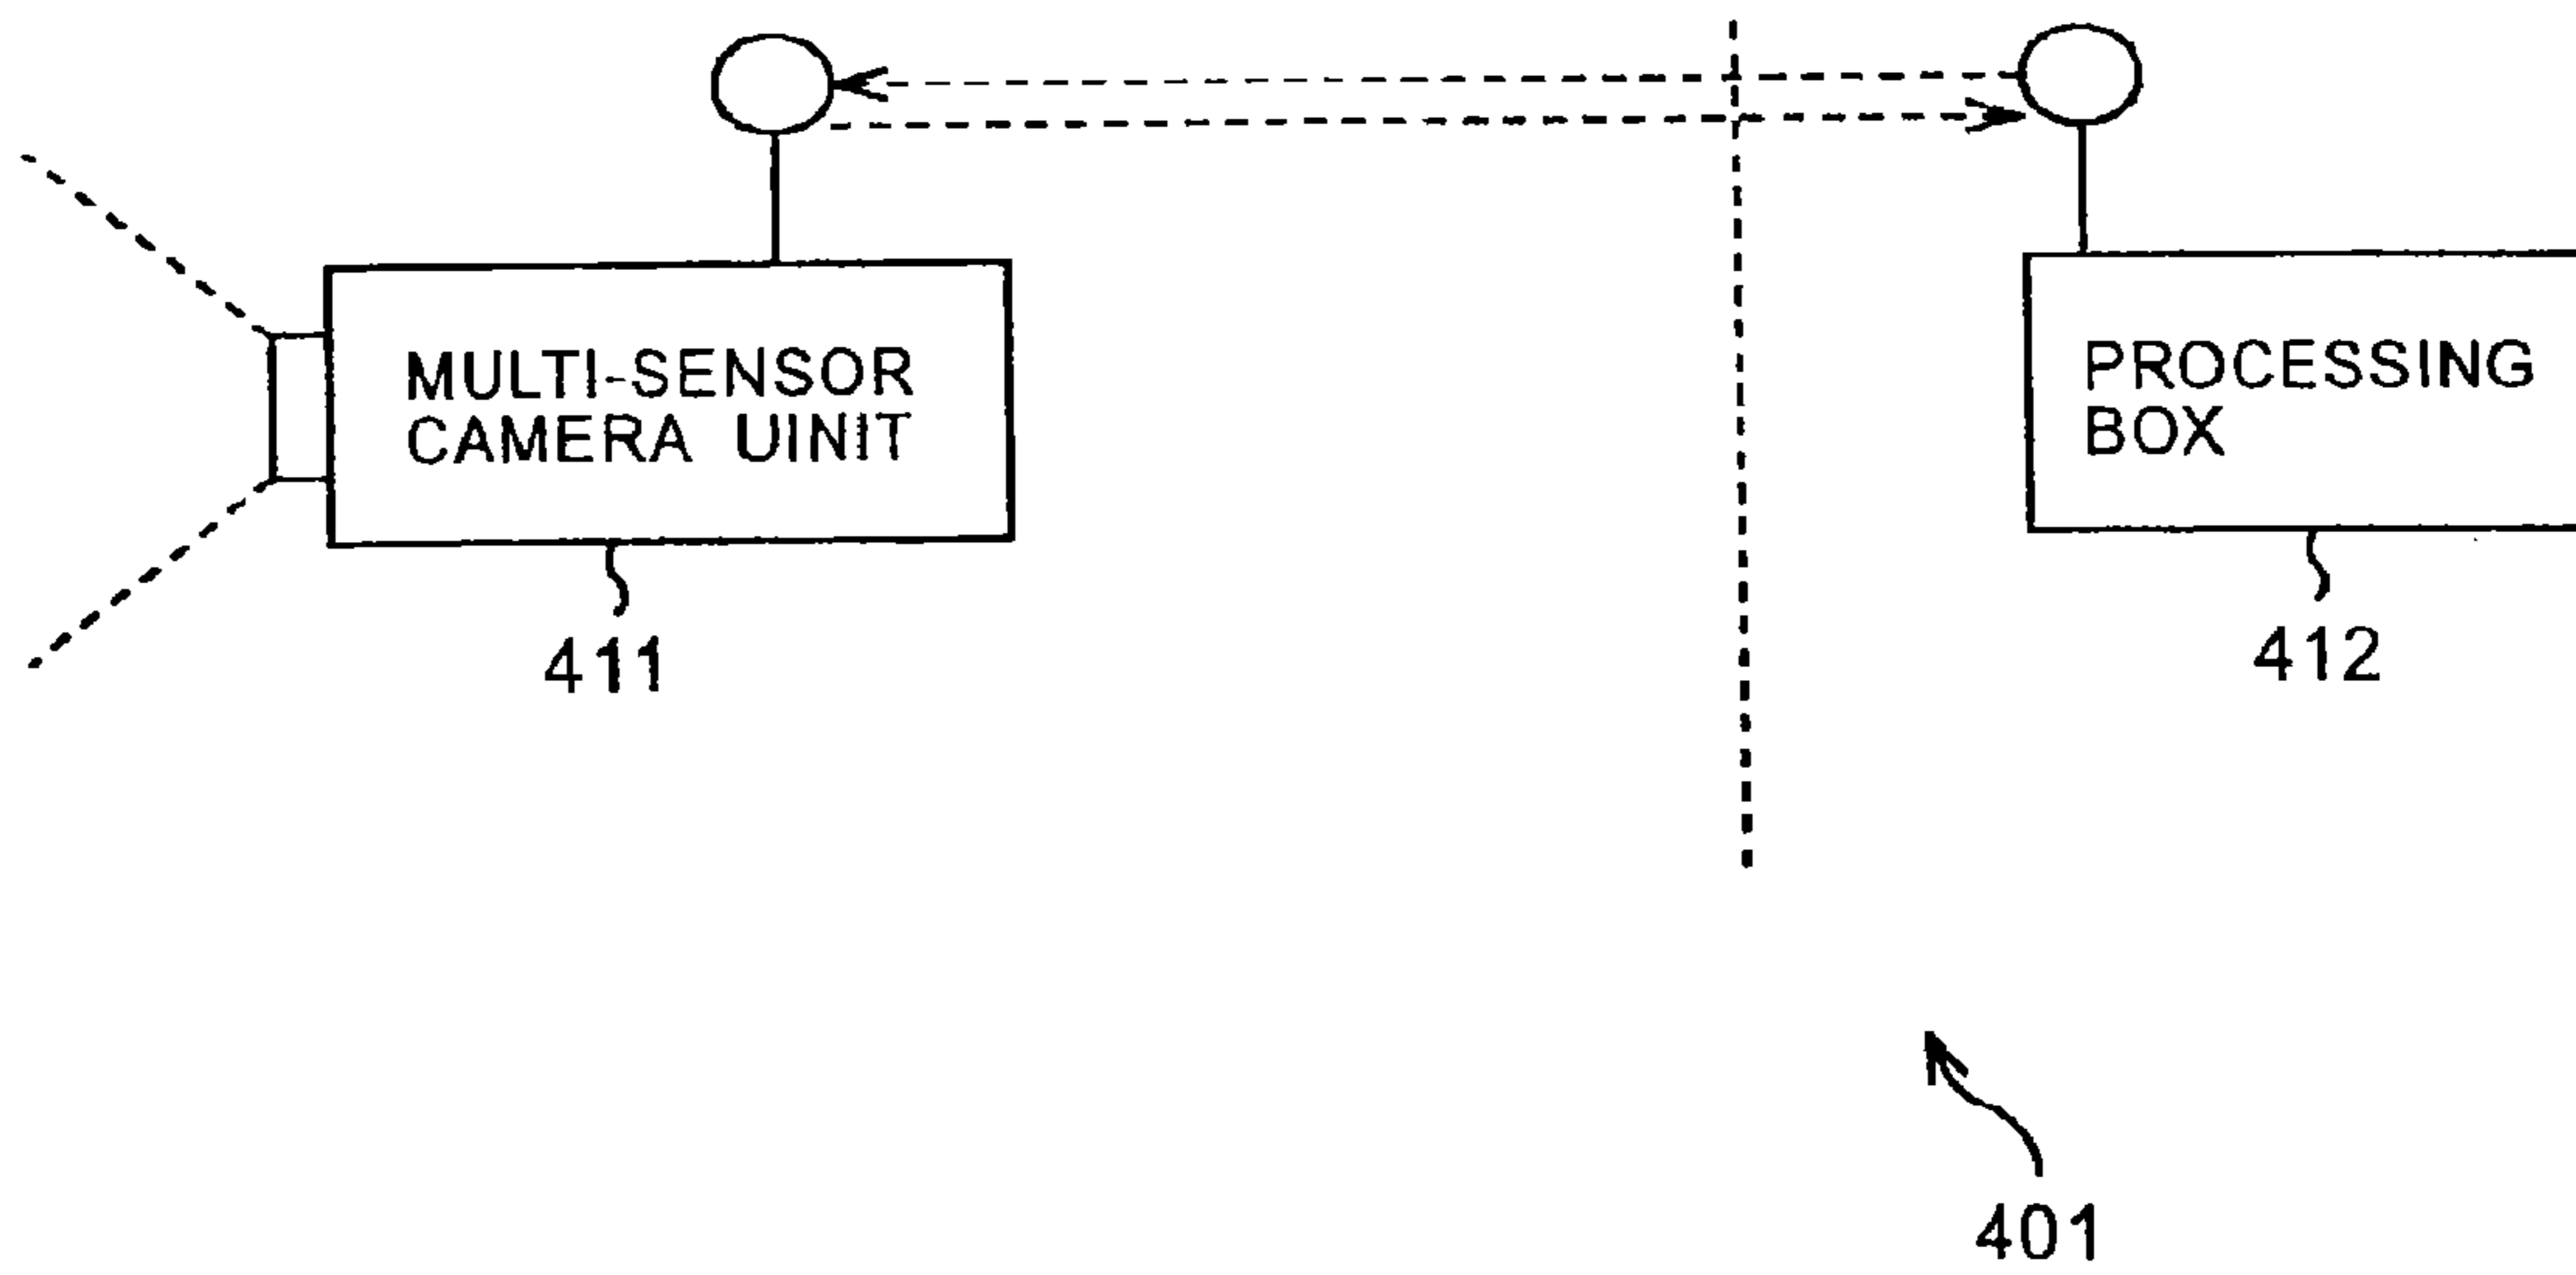 MULTI-SENSOR
CAMERA UINIT
PROCESSING
BOX
411
412
401